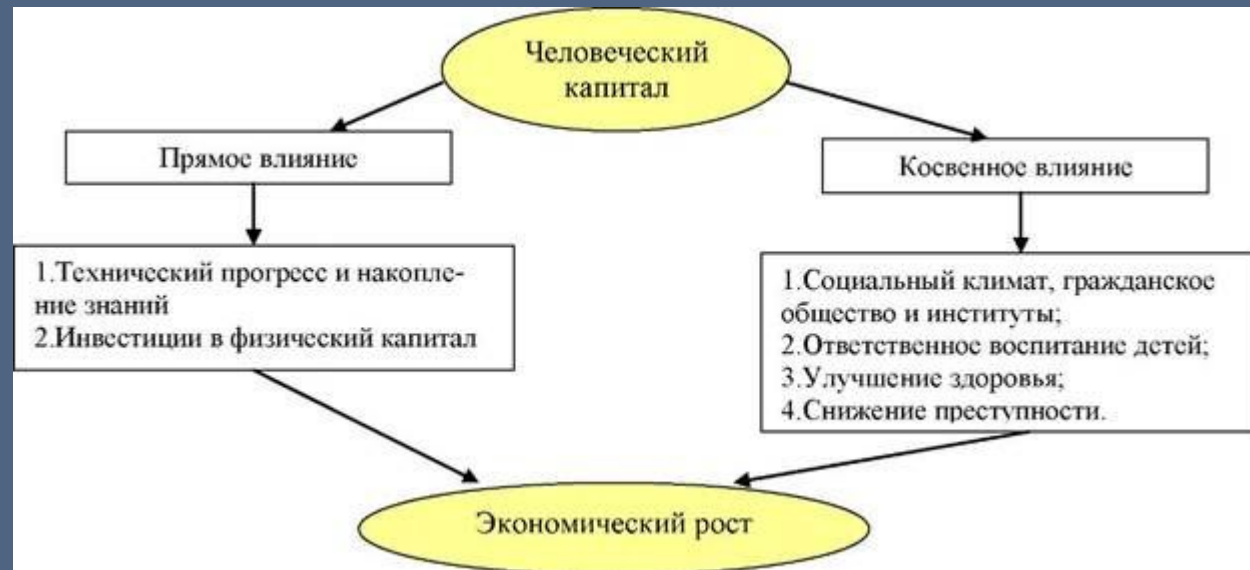 Человеческий
капитал
Прямое влияние
Косвенное влияние
1.Технический прогресс и накопле-
ние знаний
2.Инвестиции в физический капитал
1.Социальный климат, гражданское
общество и институты;
2.Ответственное воспитание детей;
3.Улучшение здоровья;
4.Снижение преступности.
Экономический рост